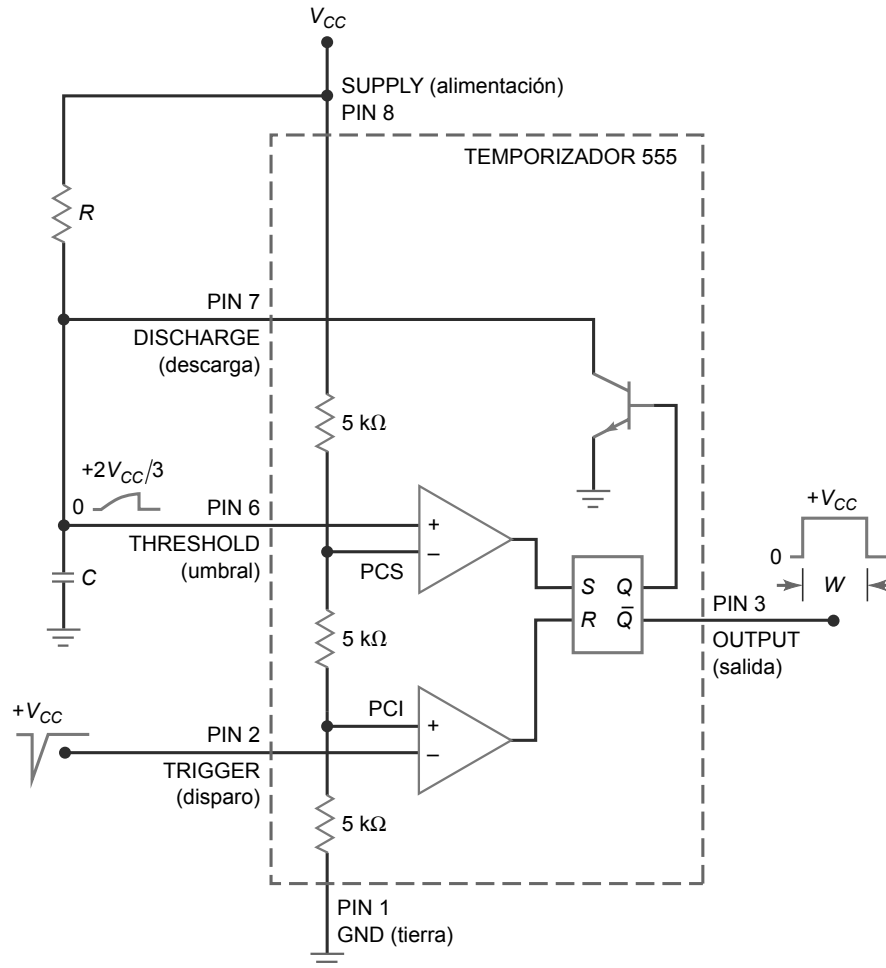 V_CC
SUPPLY (alimentación)
PIN 8
TEMPORIZADOR 555
R
PIN 7
DISCHARGE
(descarga)
5 kΩ
+2V_CC/3
0
PIN 6
THRESHOLD
(umbral)
+
−
PCS
C
S
Q
R
Q̄
+V_CC
0
W
PIN 3
OUTPUT
(salida)
5 kΩ
PCI
+
−
+V_CC
PIN 2
TRIGGER
(disparo)
5 kΩ
PIN 1
GND (tierra)